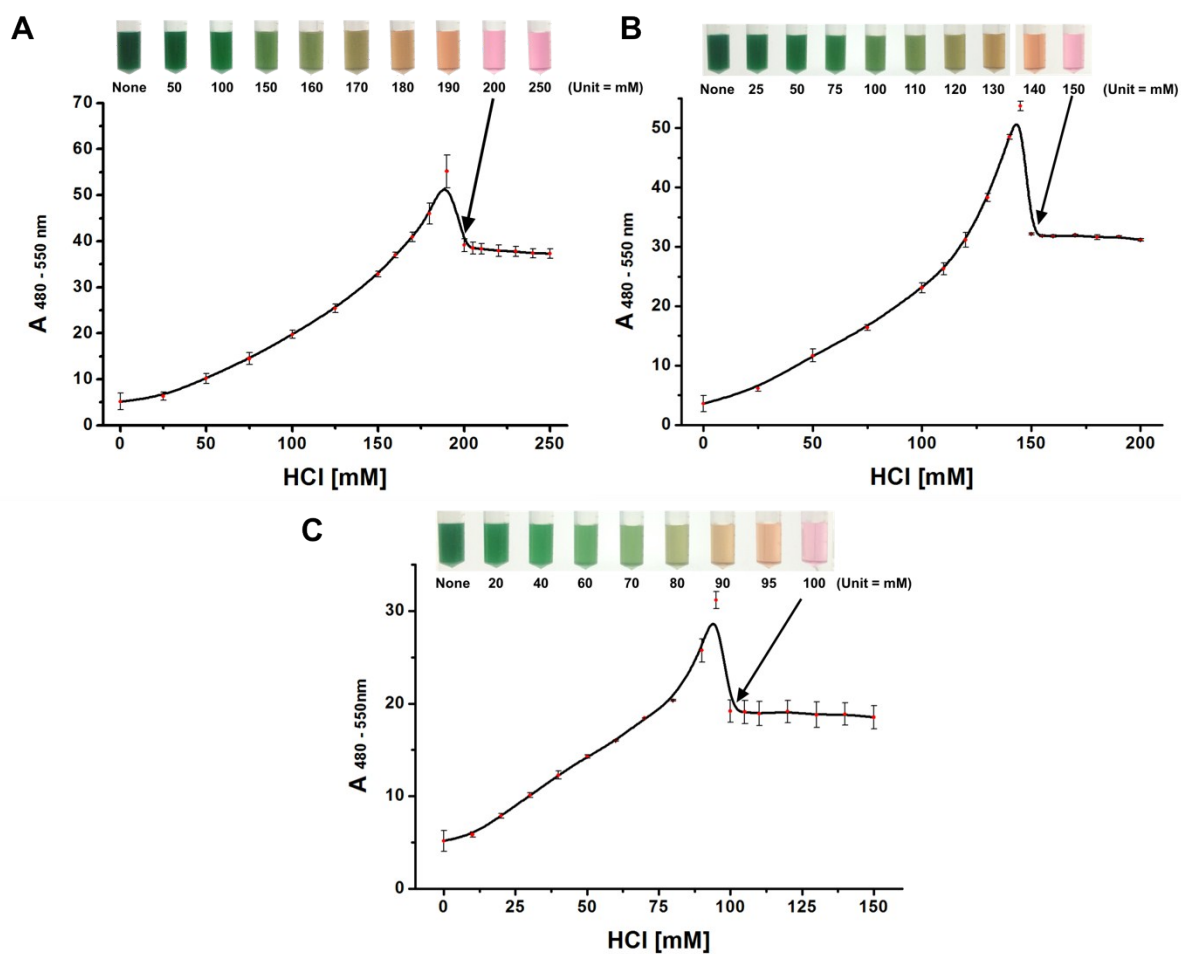 A
None 50 100 150 160 170 180 190 200 250 (Unit = mM)
70
60
50
40
30
20
10
0
A 480 - 550 nm
0 50 100 150 200 250
HCl [mM]
B
None 25 50 75 100 110 120 130 140 150 (Unit = mM)
50
40
30
20
10
0
A 480 - 550 nm
0 50 100 150 200
HCl [mM]
C
None 20 40 60 70 80 90 95 100 (Unit = mM)
30
20
10
0
A 480 - 550nm
0 25 50 75 100 125 150
HCl [mM]